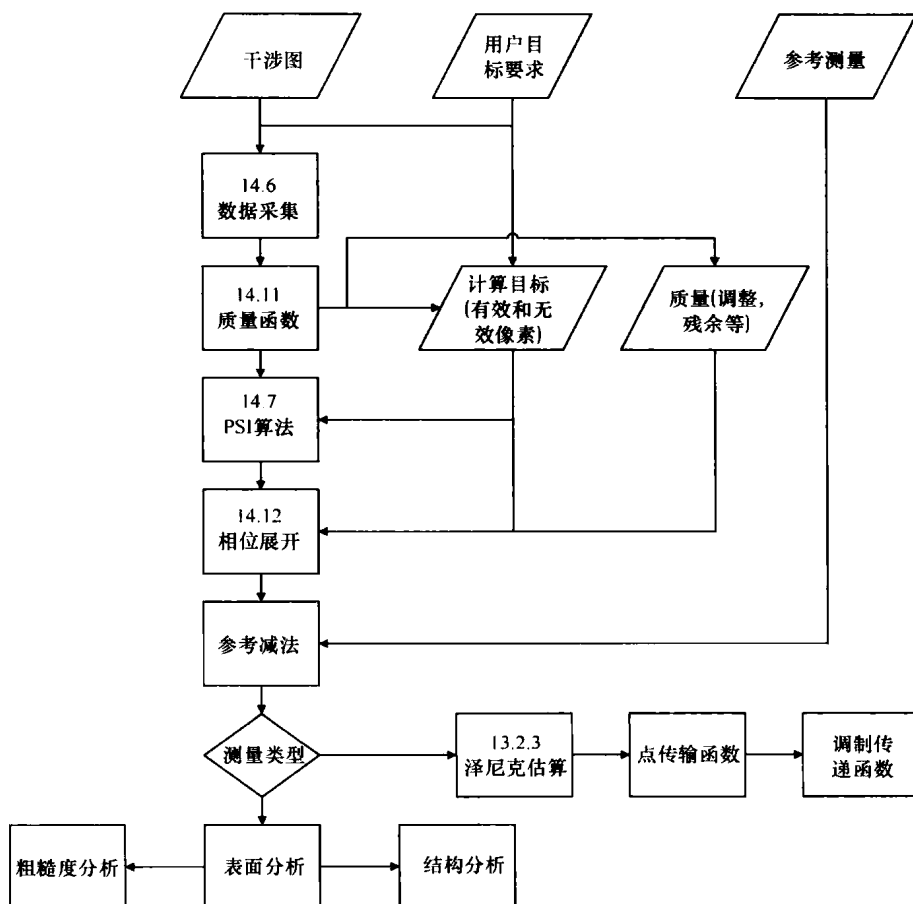 干涉图
用户目
标要求
参考测量
14.6
数据采集
14.11
质量函数
计算目标
(有效和无
效像素)
质量(调整,
残余等)
14.7
PSI算法
14.12
相位展开
参考减法
测量类型
13.2.3
泽尼克估算
点传输函数
调制传
递函数
粗糙度分析
表面分析
结构分析